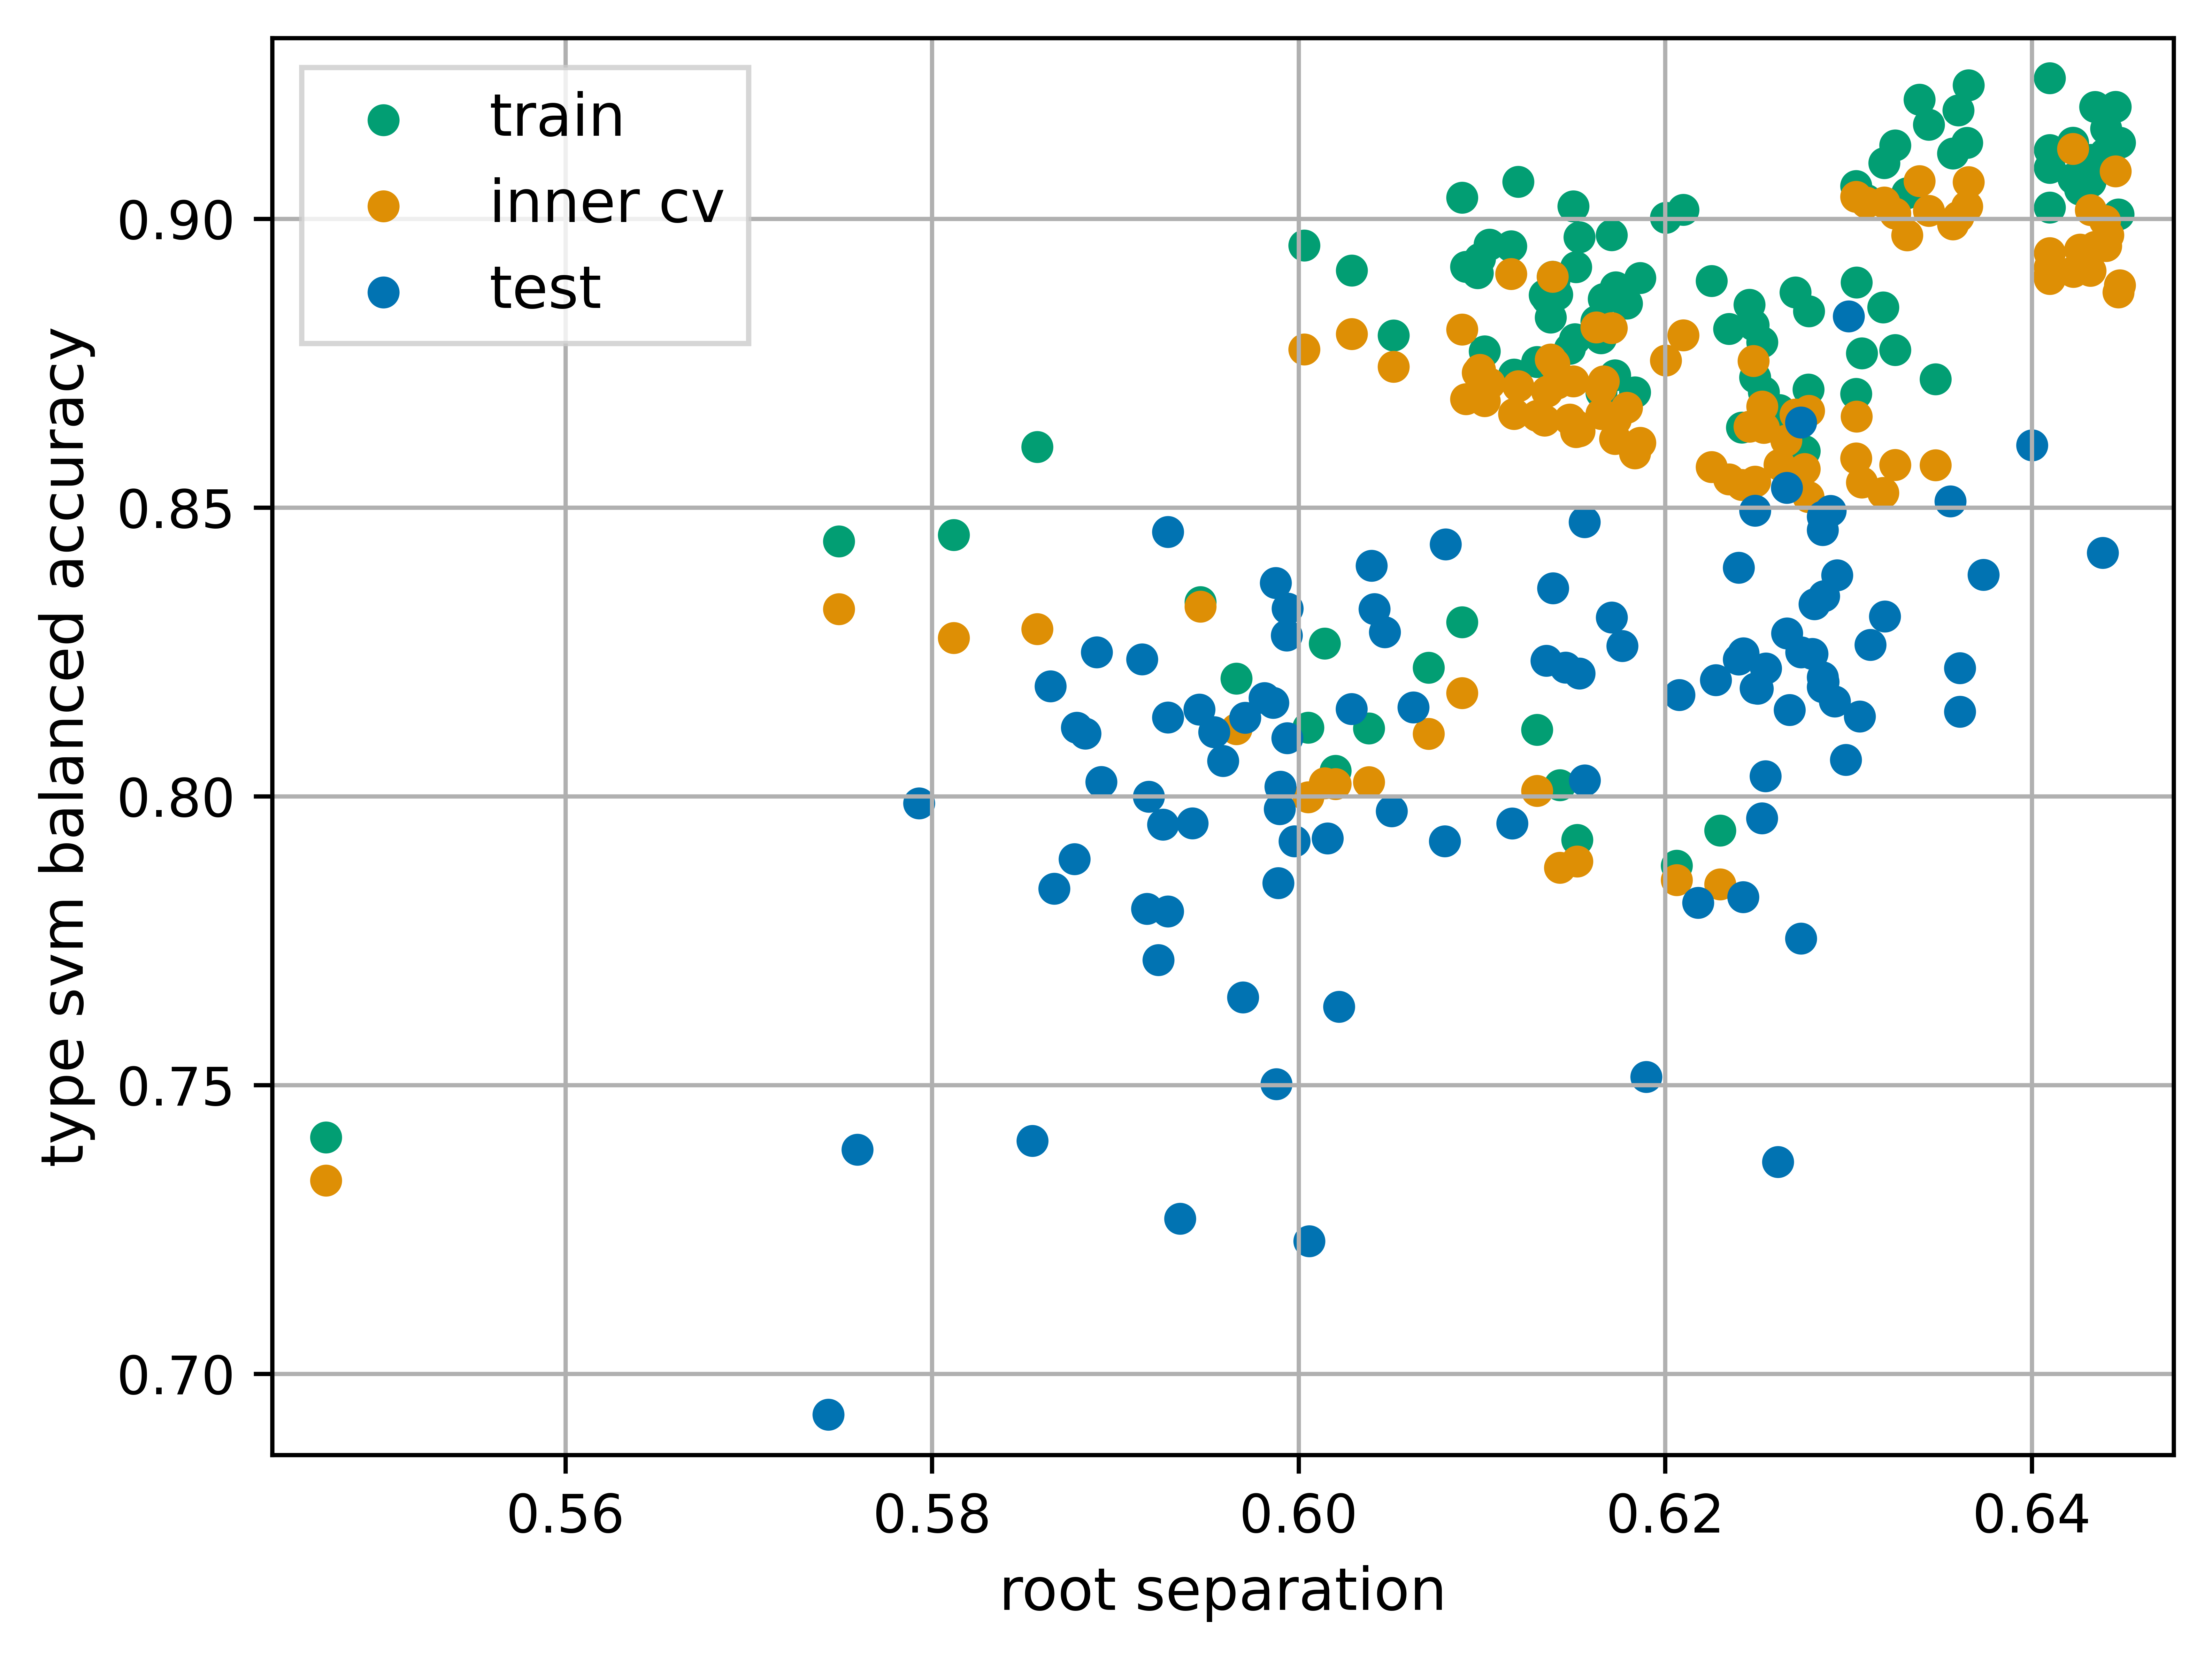 train
inner cv
test
0.90
0.85
0.80
0.75
0.70
type svm balanced accuracy
0.56
0.58
0.60
0.62
0.64
root separation